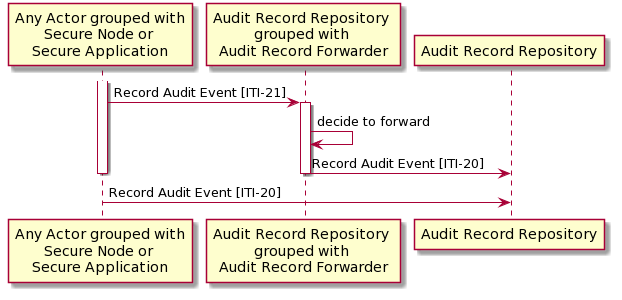 Any Actor grouped with
Secure Node or
Secure Application
Audit Record Repository
grouped with
Audit Record Forwarder
Audit Record Repository
Record Audit Event [ITI-21]
decide to forward
Record Audit Event [ITI-20]
Record Audit Event [ITI-20]
Any Actor grouped with
Secure Node or
Secure Application
Audit Record Repository
grouped with
Audit Record Forwarder
Audit Record Repository